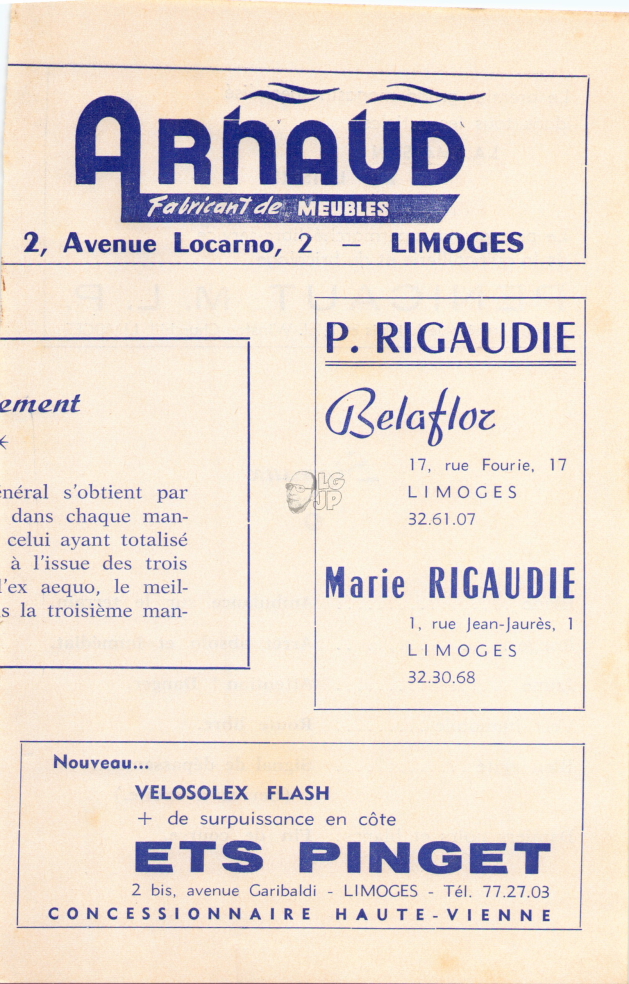 ARNAUD
Fabricant de MEUBLES
2, Avenue Locarno, 2 — LIMOGES
ement
énéral s'obtient par
dans chaque man-
celui ayant totalisé
à l'issue des trois
l'ex aequo, le meil-
s la troisième man-
P. RIGAUDIE
Belaflor
17, rue Fourie, 17
LIMOGES
32.61.07
Marie RIGAUDIE
1, rue Jean-Jaurès, 1
LIMOGES
32.30.68
LG
JP
Nouveau...
VELOSOLEX FLASH
+ de surpuissance en côte
ETS PINGET
2 bis, avenue Garibaldi - LIMOGES - Tél. 77.27.03
CONCESSIONNAIRE HAUTE-VIENNE